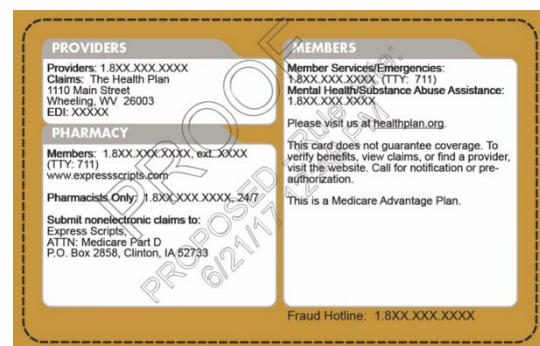 PROVIDERS
Providers: 1.8XX.XXX.XXXX
Claims: The Health Plan
1110 Main Street
Wheeling, WV 26003
EDI: XXXXX
PHARMACY
Members: 1.8XX.XXX.XXXX, ext. XXXX
(TTY: 711)
www.expressscripts.com
Pharmacists Only: 1.8XX.XXX.XXXX, 24/7
Submit nonelectronic claims to:
Express Scripts,
ATTN: Medicare Part D
P.O. Box 2858, Clinton, IA 52733
MEMBERS
Member Services/Emergencies:
1.8XX.XXX.XXXX (TTY: 711)
Mental Health/Substance Abuse Assistance:
1.8XX.XXX.XXXX
Please visit us at healthplan.org.
This card does not guarantee coverage. To
verify benefits, view claims, or find a provider,
visit the website. Call for notification or pre-
authorization.
This is a Medicare Advantage Plan.
Fraud Hotline: 1.8XX.XXX.XXXX
PROOF
PROPOSED
6/21/17